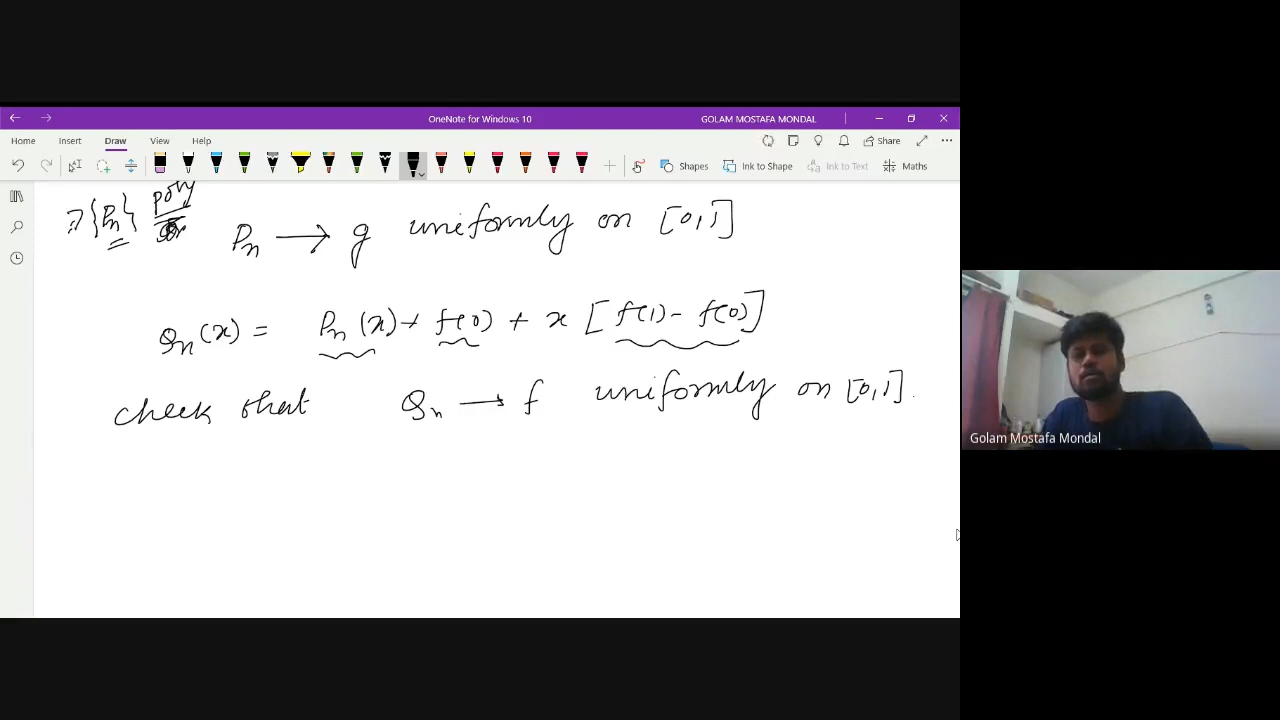 OneNote for Windows 10
GOLAM MOSTAFA MONDAL
Home Insert Draw View Help
Share
Shapes Ink to Shape Ink to Text Maths
{Pn} poly
Pn → g uniformly on [0,1]
Qn(x) = Pn(x) + f(0) + x [f(1) - f(0)]
check that Qn → f uniformly on [0,1].
Golam Mostafa Mondal